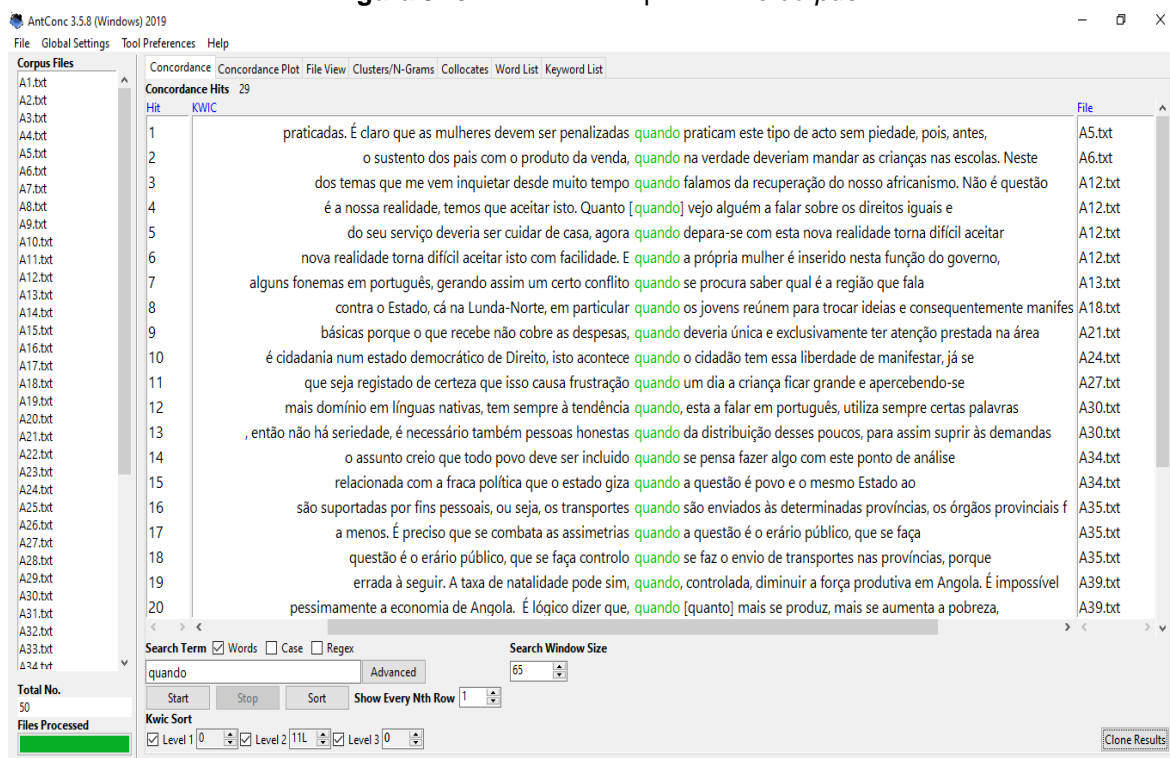 AntConc 3.5.8 (Windows) 2019
File Global Settings Tool Preferences Help
Corpus Files
A1.txt
A2.txt
A3.txt
A4.txt
A5.txt
A6.txt
A7.txt
A8.txt
A9.txt
A10.txt
A11.txt
A12.txt
A13.txt
A14.txt
A15.txt
A16.txt
A17.txt
A18.txt
A19.txt
A20.txt
A21.txt
A22.txt
A23.txt
A24.txt
A25.txt
A26.txt
A27.txt
A28.txt
A29.txt
A30.txt
A31.txt
A32.txt
A33.txt
A34.txt
Total No.
50
Files Processed
Concordance Concordance Plot File View Clusters/N-Grams Collocates Word List Keyword List
Concordance Hits 29
Hit KWIC File
1 praticadas. É claro que as mulheres devem ser penalizadas quando praticam este tipo de acto sem piedade, pois, antes, A5.txt
2 o sustento dos pais com o produto da venda, quando na verdade deveriam mandar as crianças nas escolas. Neste A6.txt
3 dos temas que me vem inquietar desde muito tempo quando falamos da recuperação do nosso africanismo. Não é questão A12.txt
4 é a nossa realidade, temos que aceitar isto. Quanto [quando] vejo alguém a falar sobre os direitos iguais e A12.txt
5 do seu serviço deveria ser cuidar de casa, agora quando depara-se com esta nova realidade torna difícil aceitar A12.txt
6 nova realidade torna difícil aceitar isto com facilidade. E quando a própria mulher é inserido nesta função do governo, A12.txt
7 alguns fonemas em português, gerando assim um certo conflito quando se procura saber qual é a região que fala A13.txt
8 contra o Estado, cá na Lunda-Norte, em particular quando os jovens reúnem para trocar ideias e consequentemente manifes A18.txt
9 básicas porque o que recebe não cobre as despesas, quando deveria única e exclusivamente ter atenção prestada na área A21.txt
10 é cidadania num estado democrático de Direito, isto acontece quando o cidadão tem essa liberdade de manifestar, já se A24.txt
11 que seja registado de certeza que isso causa frustração quando um dia a criança ficar grande e apercebendo-se A27.txt
12 mais domínio em línguas nativas, tem sempre à tendência quando, esta a falar em português, utiliza sempre certas palavras A30.txt
13 , então não há seriedade, é necessário também pessoas honestas quando da distribuição desses poucos, para assim suprir às demandas A30.txt
14 o assunto creio que todo povo deve ser incluido quando se pensa fazer algo com este ponto de análise A34.txt
15 relacionada com a fraca política que o estado giza quando a questão é povo e o mesmo Estado ao A34.txt
16 são suportadas por fins pessoais, ou seja, os transportes quando são enviados às determinadas províncias, os órgãos provinciais f A35.txt
17 a menos. É preciso que se combata as assimetrias quando a questão é o erário público, que se faça A35.txt
18 questão é o erário público, que se faça controlo quando se faz o envio de transportes nas províncias, porque A35.txt
19 errada à seguir. A taxa de natalidade pode sim, quando, controlada, diminuir a força produtiva em Angola. É impossível A39.txt
20 pessimamente a economia de Angola. É lógico dizer que, quando [quanto] mais se produz, mais se aumenta a pobreza, A39.txt
Search Term Words Case Regex Search Window Size
quando Advanced 65
Start Stop Sort Show Every Nth Row 1
Kwic Sort
Level 1 0 Level 2 11L Level 3 0 Clone Results